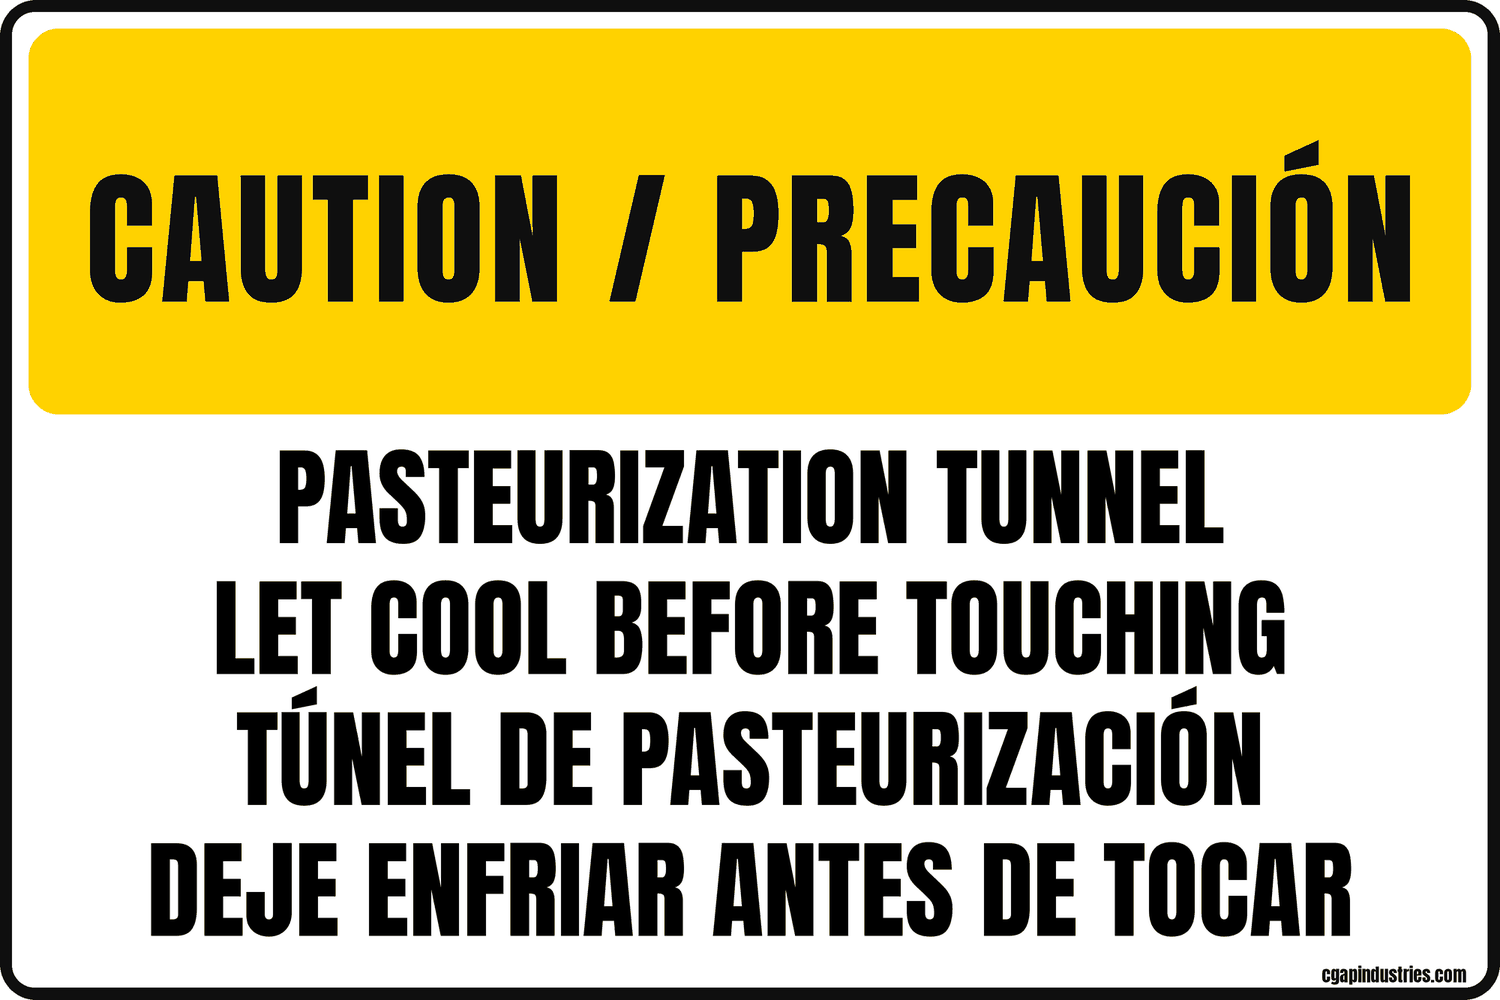 CAUTION / PRECAUCIÓN
PASTEURIZATION TUNNEL
LET COOL BEFORE TOUCHING
TÚNEL DE PASTEURIZACIÓN
DEJE ENFRIAR ANTES DE TOCAR
cgapindustries.com